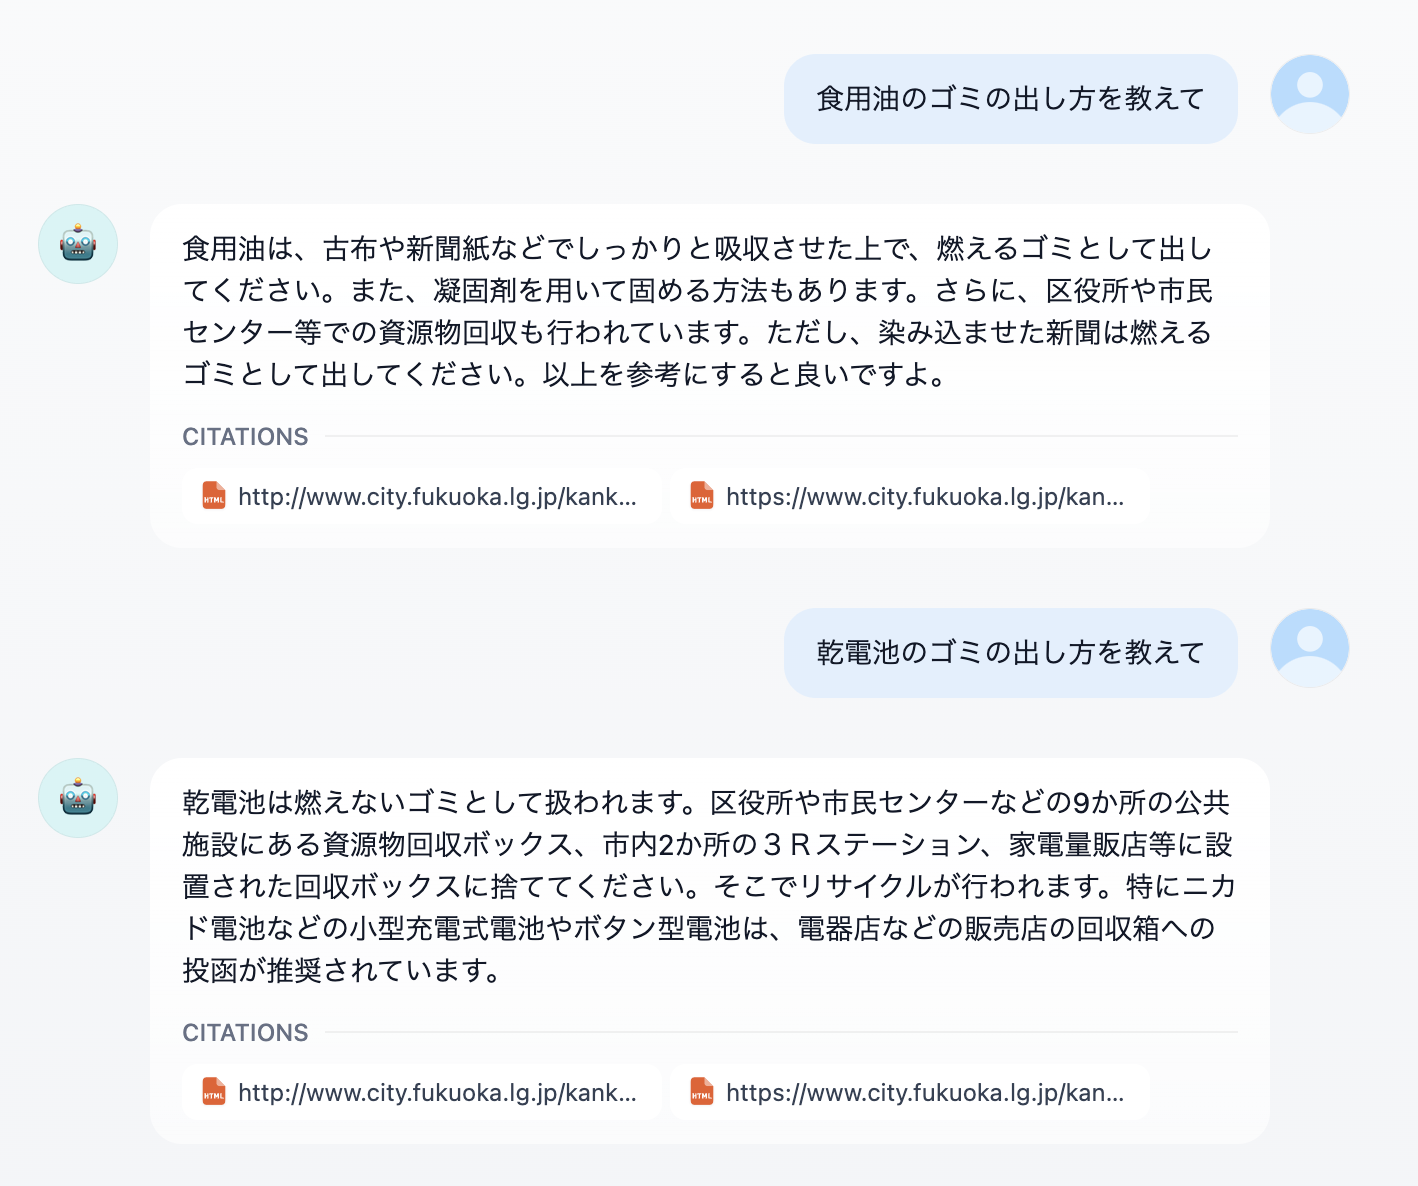 食用油のゴミの出し方を教えて
食用油は、古布や新聞紙などでしっかりと吸収させた上で、燃えるゴミとして出し
てください。また、凝固剤を用いて固める方法もあります。さらに、区役所や市民
センター等での資源物回収も行われています。ただし、染み込ませた新聞は燃える
ゴミとして出してください。以上を参考にすると良いですよ。
CITATIONS
HTML http://www.city.fukuoka.lg.jp/kank... HTML https://www.city.fukuoka.lg.jp/kan...
乾電池のゴミの出し方を教えて
乾電池は燃えないゴミとして扱われます。区役所や市民センターなどの9か所の公共
施設にある資源物回収ボックス、市内2か所の３Ｒステーション、家電量販店等に設
置された回収ボックスに捨ててください。そこでリサイクルが行われます。特にニカ
ド電池などの小型充電式電池やボタン型電池は、電器店などの販売店の回収箱への
投函が推奨されています。
CITATIONS
HTML http://www.city.fukuoka.lg.jp/kank... HTML https://www.city.fukuoka.lg.jp/kan...